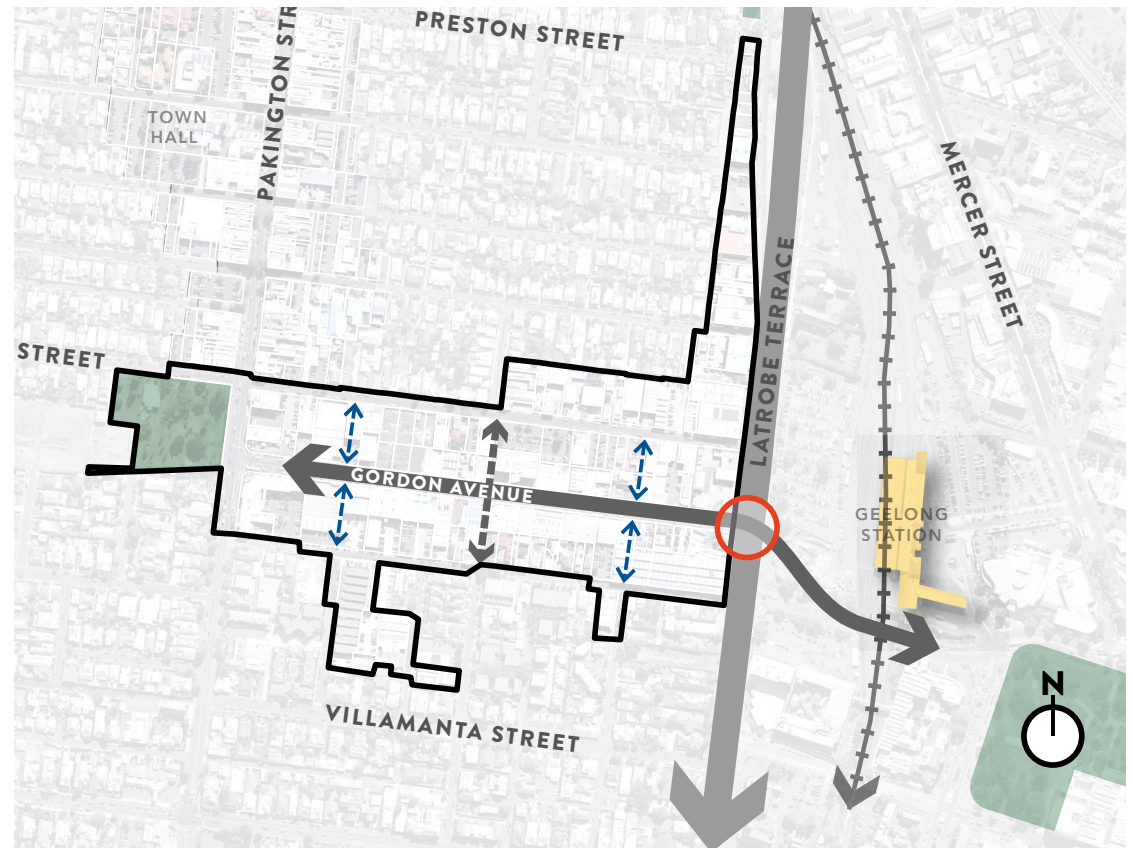 PRESTON STREET
PAKINGTON STR
TOWN
HALL
MERCER STREET
LATROBE TERRACE
STREET
GORDON AVENUE
GEELONG
STATION
N
VILLAMANTA STREET